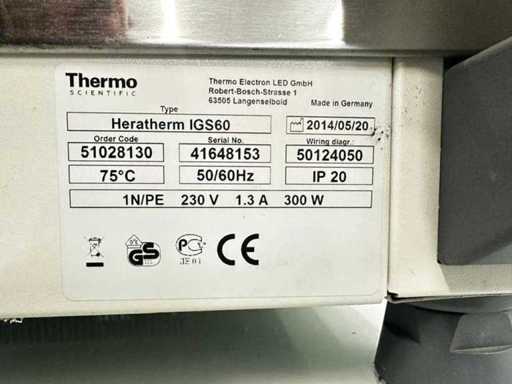 Thermo
SCIENTIFIC
Thermo Electron LED GmbH
Robert-Bosch-Strasse 1
63505 Langenselbold
Made in Germany
Type
Heratherm IGS60
2014/05/20
Order Code
Serial No.
Wiring diagr.:
51028130
41648153
50124050
75°C
50/60Hz
IP 20
1N/PE 230 V 1.3 A 300 W
GS
CE